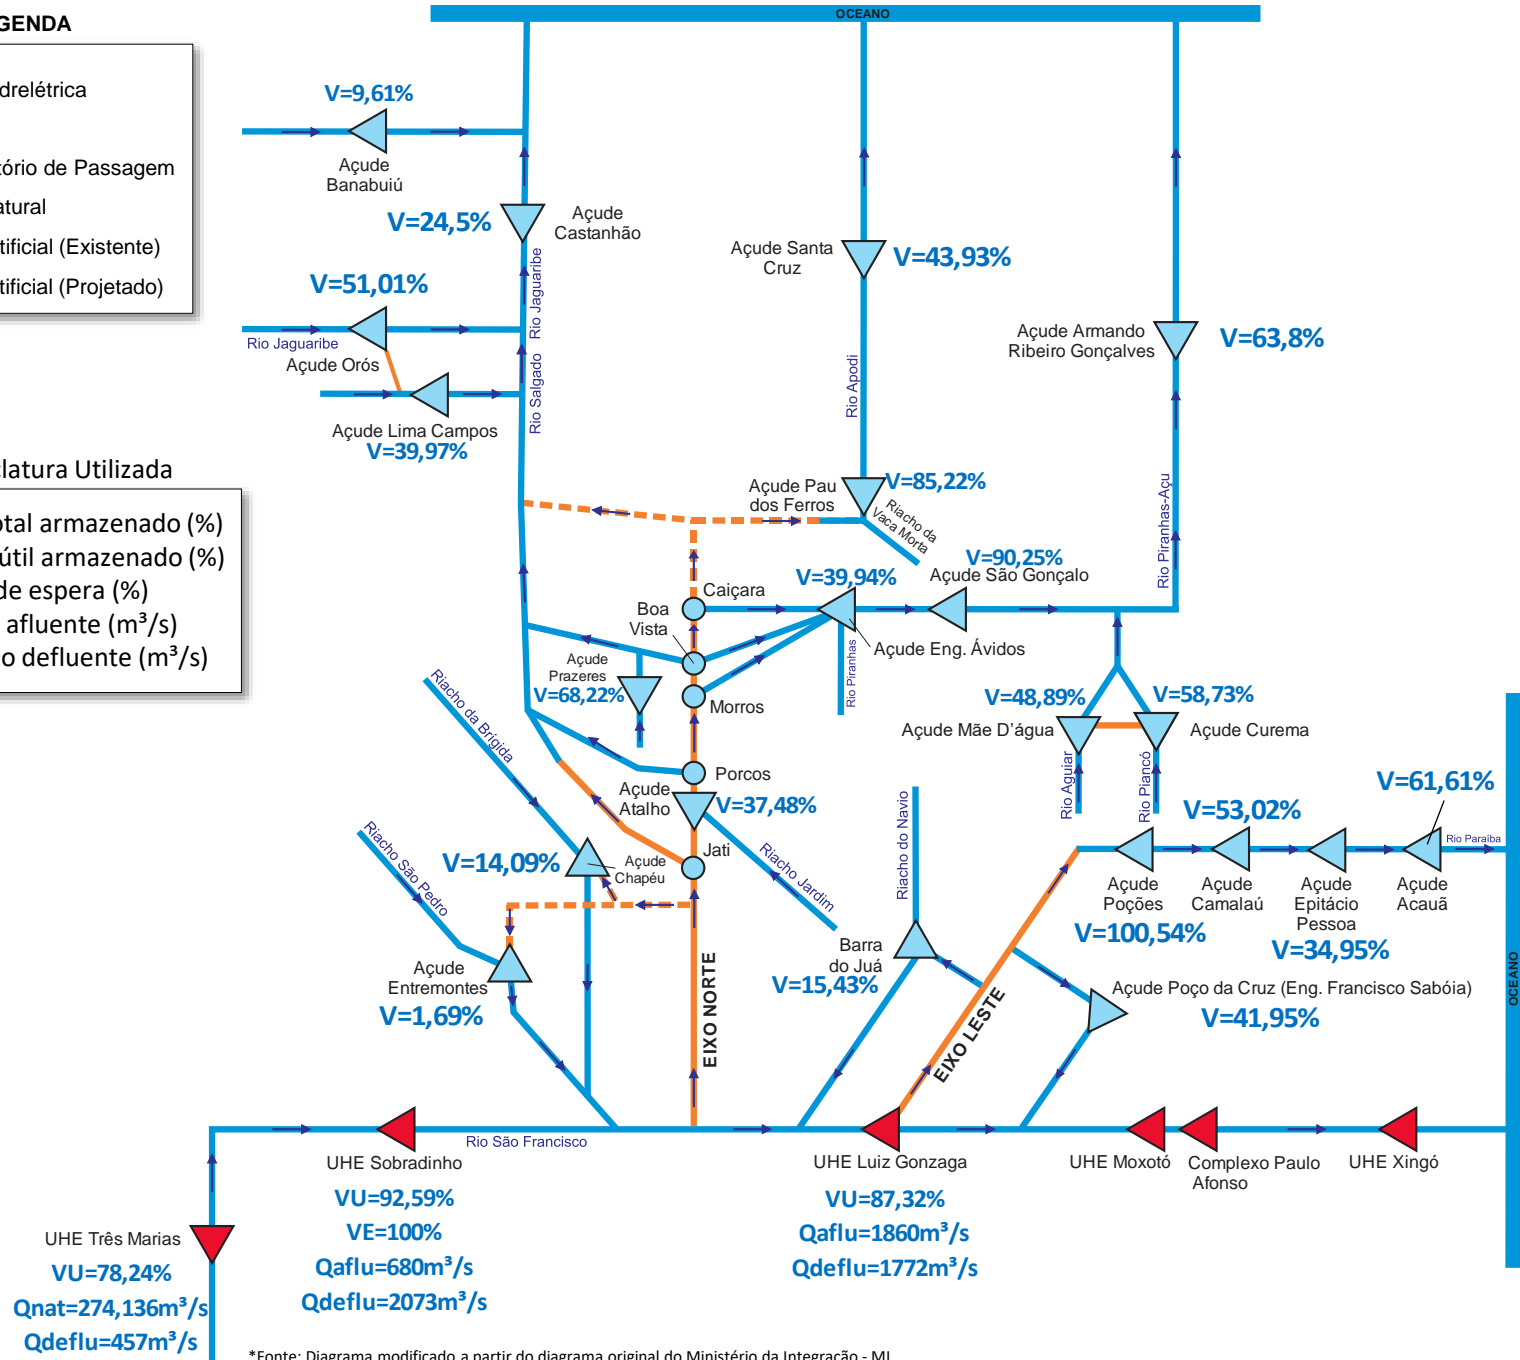 GENDA
drelétrica
tório de Passagem
atural
tificial (Existente)
tificial (Projetado)
clatura Utilizada
otal armazenado (%)
útil armazenado (%)
de espera (%)
afluente (m³/s)
o defluente (m³/s)
OCEANO
V=9,61%
Açude
Banabuiú
V=24,5%
Açude
Castanhão
Rio Jaguaribe
V=51,01%
Rio Jaguaribe
Açude Orós
Rio Salgado
Açude Lima Campos
V=39,97%
Açude Santa
Cruz
V=43,93%
Rio Apodi
Açude Armando
Ribeiro Gonçalves
V=63,8%
Rio Piranhas-Açu
Açude Pau
dos Ferros
V=85,22%
Riacho da
Vaca Morta
V=90,25%
Açude São Gonçalo
V=39,94%
Açude Eng. Ávidos
Rio Piranhas
Caiçara
Boa
Vista
Morros
Açude
Prazeres
V=68,22%
Porcos
Açude
Atalho
V=37,48%
Jati
Riacho Jardim
Riacho da Brígida
Riacho São Pedro
V=14,09%
Açude
Chapéu
Açude
Entremontes
V=1,69%
EIXO NORTE
V=48,89%
V=58,73%
Açude Mãe D'água
Açude Curema
Rio Aguiar
Rio Piancó
V=61,61%
V=53,02%
Rio Paraíba
Açude
Poções
V=100,54%
Açude
Camalaú
Açude
Epitácio
Pessoa
V=34,95%
Açude
Acauã
Riacho do Navio
Barra
do Juá
V=15,43%
EIXO LESTE
Açude Poço da Cruz (Eng. Francisco Sabóia)
V=41,95%
OCEANO
Rio São Francisco
UHE Sobradinho
VU=92,59%
VE=100%
Qaflu=680m³/s
Qdeflu=2073m³/s
UHE Luiz Gonzaga
VU=87,32%
Qaflu=1860m³/s
Qdeflu=1772m³/s
UHE Moxotó
Complexo Paulo
Afonso
UHE Xingó
UHE Três Marias
VU=78,24%
Qnat=274,136m³/s
Qdeflu=457m³/s
*Fonte: Diagrama modificado a partir do diagrama original do Ministério da Integração - MI